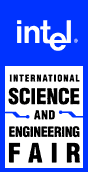 intel®
INTERNATIONAL
SCIENCE
AND
ENGINEERING
FAIR